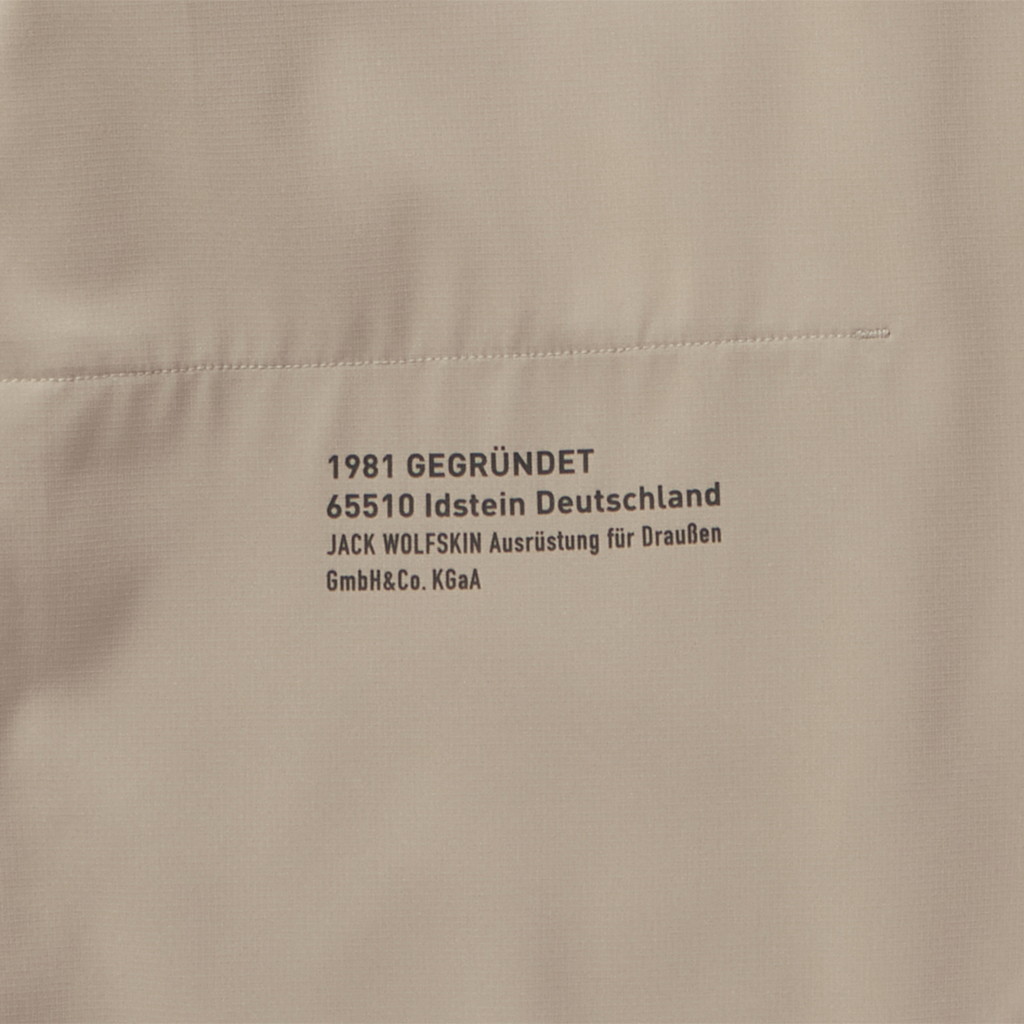 1981 GEGRÜNDET
65510 Idstein Deutschland
JACK WOLFSKIN Ausrüstung für Draußen
GmbH&Co. KGaA